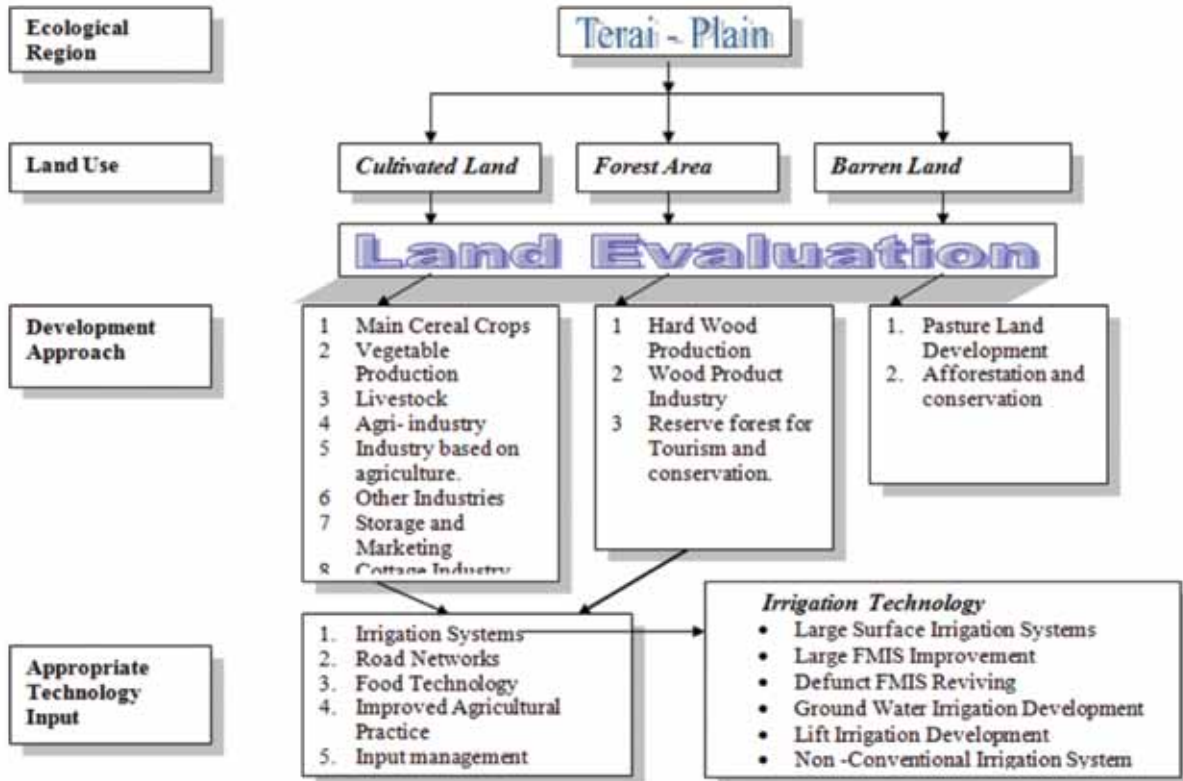 Ecological
Region
Terai - Plain
Land Use
Cultivated Land
Forest Area
Barren Land
Land Evaluation
Development
Approach
1 Main Cereal Crops
2 Vegetable
Production
3 Livestock
4 Agri- industry
5 Industry based on
agriculture.
6 Other Industries
7 Storage and
Marketing
8 Cottage Industry
1 Hard Wood
Production
2 Wood Product
Industry
3 Reserve forest for
Tourism and
conservation.
1. Pasture Land
Development
2. Afforestation and
conservation
Appropriate
Technology
Input
1. Irrigation Systems
2. Road Networks
3. Food Technology
4. Improved Agricultural
Practice
5. Input management
Irrigation Technology
• Large Surface Irrigation Systems
• Large FMIS Improvement
• Defunct FMIS Reviving
• Ground Water Irrigation Development
• Lift Irrigation Development
• Non -Conventional Irrigation System